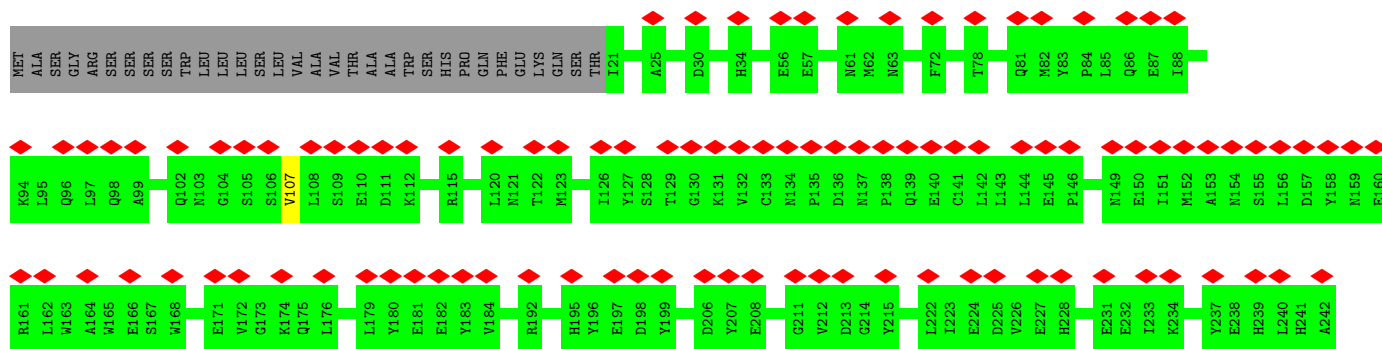 MET ALA SER GLY ARG SER SER SER SER TRP LEU LEU LEU SER LEU VAL ALA VAL THR ALA ALA TRP SER HIS PRO GLN PHE GLU LYS GLN SER THR I21 A25 D30 H34 E56 E57 N61 M62 N63 F72 T78 Q81 M82 Y83 P84 L85 Q86 E87 I88
K94 L95 Q96 L97 Q98 A99 Q102 N103 G104 S105 S106 V107 L108 S109 E110 D111 K112 R115 L120 N121 T122 M123 I126 Y127 S128 T129 G130 K131 V132 C133 N134 P135 D136 N137 P138 Q139 E140 C141 L142 L143 L144 E145 P146 N149 E150 I151 M152 A153 N154 S155 L156 D157 Y158 N159 E160
R161 L162 W163 A164 W165 E166 S167 W168 E171 V172 G173 K174 Q175 L176 L179 Y180 E181 E182 Y183 V184 R192 H195 Y196 E197 D198 Y199 D206 Y207 E208 G211 V212 D213 G214 Y215 L222 I223 E224 D225 V226 E227 H228 E231 E232 I233 K234 Y237 E238 H239 L240 H241 A242